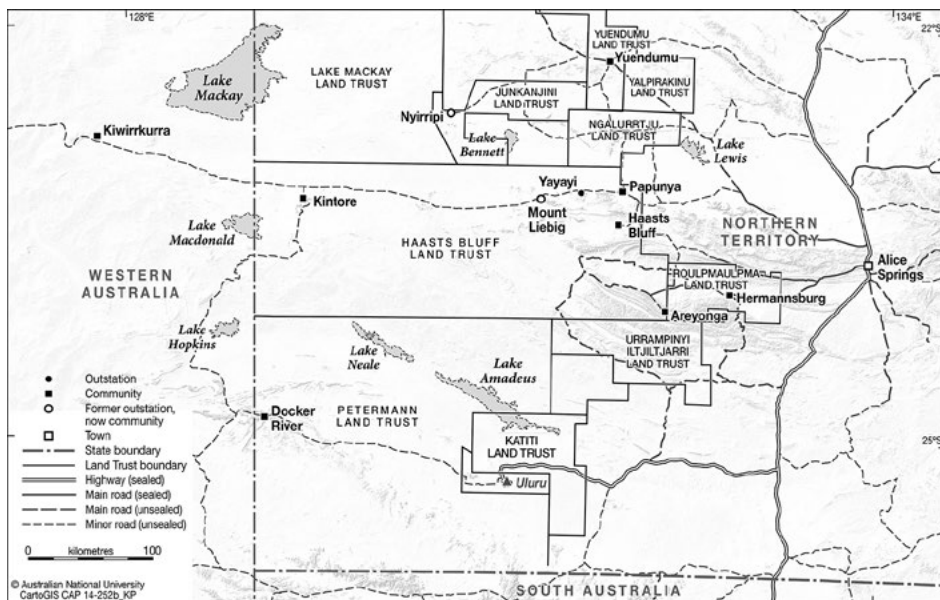 128°E
134°E
22°S
YUENDUMU
LAND TRUST
Yuendumu
LAKE MACKAY
LAND TRUST
Lake
Mackay
JUNKANJINI
LAND TRUST
YALPIRAKINU
LAND TRUST
Nyirripi
NGALURRTJU
LAND TRUST
Kiwirrkurra
Lake
Bennett
Lake
Lewis
Yayayi
Papunya
Kintore
Mount
Liebig
Haasts
Bluff
NORTHERN
TERRITORY
Lake
Macdonald
HAASTS BLUFF
LAND TRUST
WESTERN
AUSTRALIA
Alice
Springs
ROULPMAULPMA
LAND TRUST
Hermannsburg
Areyonga
Lake
Hopkins
Lake
Neale
URRAMPINYI
ILTJILTJARRI
LAND TRUST
Lake
Amadeus
Docker
River
PETERMANN
LAND TRUST
KATITI
LAND TRUST
25°S
Uluru
Outstation
Community
Former outstation,
now community
Town
State boundary
Land Trust boundary
Highway (sealed)
Main road (sealed)
Main road (unsealed)
Minor road (unsealed)
0 kilometres 100
© Australian National University
CartoGIS CAP 14-252b_KP
SOUTH AUSTRALIA